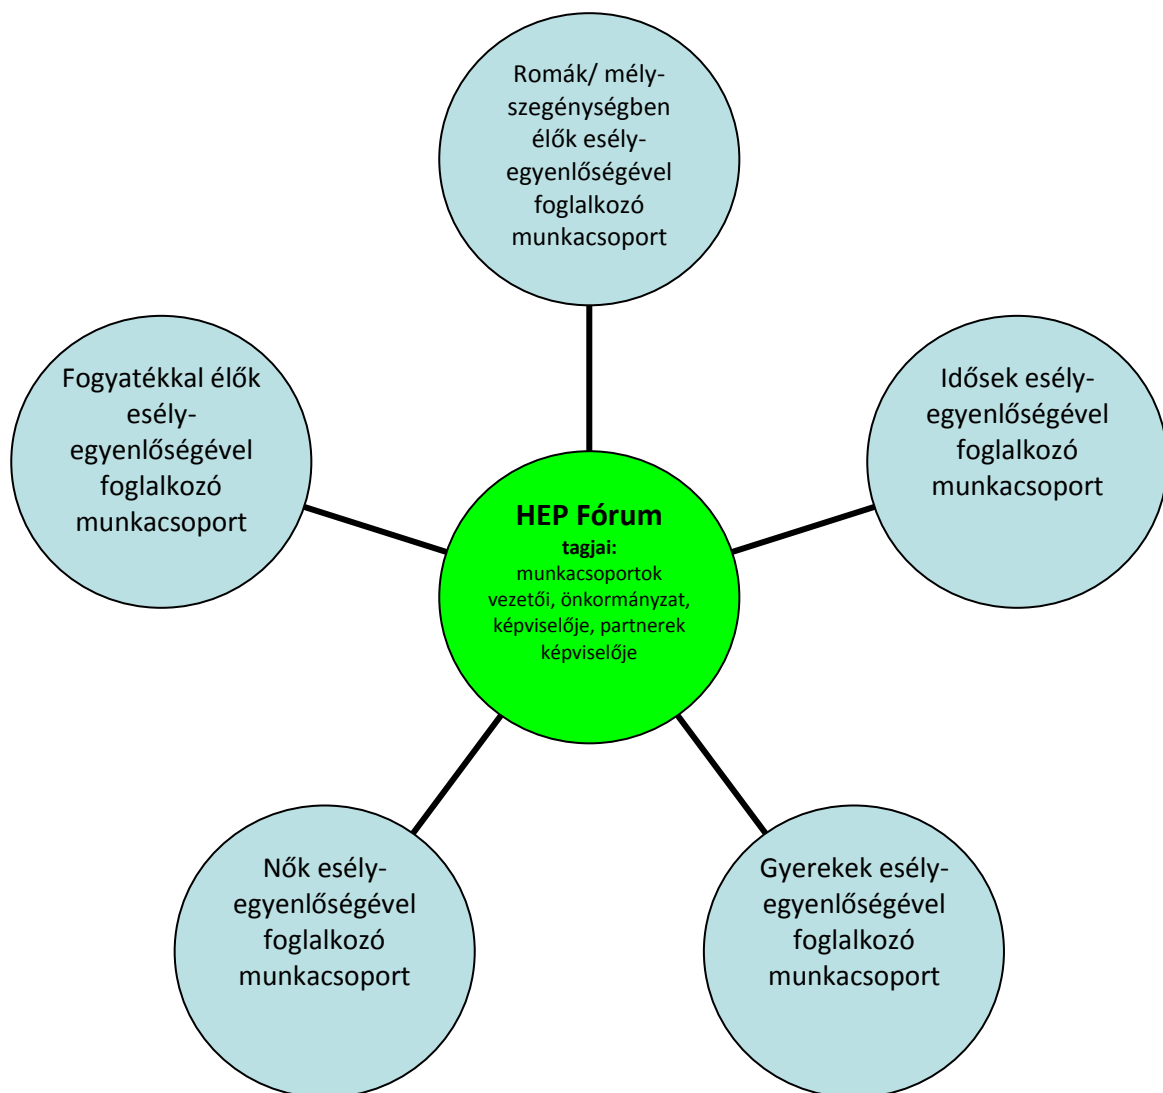 Romák/ mély-
szegénységben
élők esély-
egyenlőségével
foglalkozó
munkacsoport
Fogyatékkal élők
esély-
egyenlőségével
foglalkozó
munkacsoport
Idősek esély-
egyenlőségével
foglalkozó
munkacsoport
HEP Fórum
tagjai:
munkacsoportok
vezetői, önkormányzat,
képviselője, partnerek
képviselője
Nők esély-
egyenlőségével
foglalkozó
munkacsoport
Gyerekek esély-
egyenlőségével
foglalkozó
munkacsoport